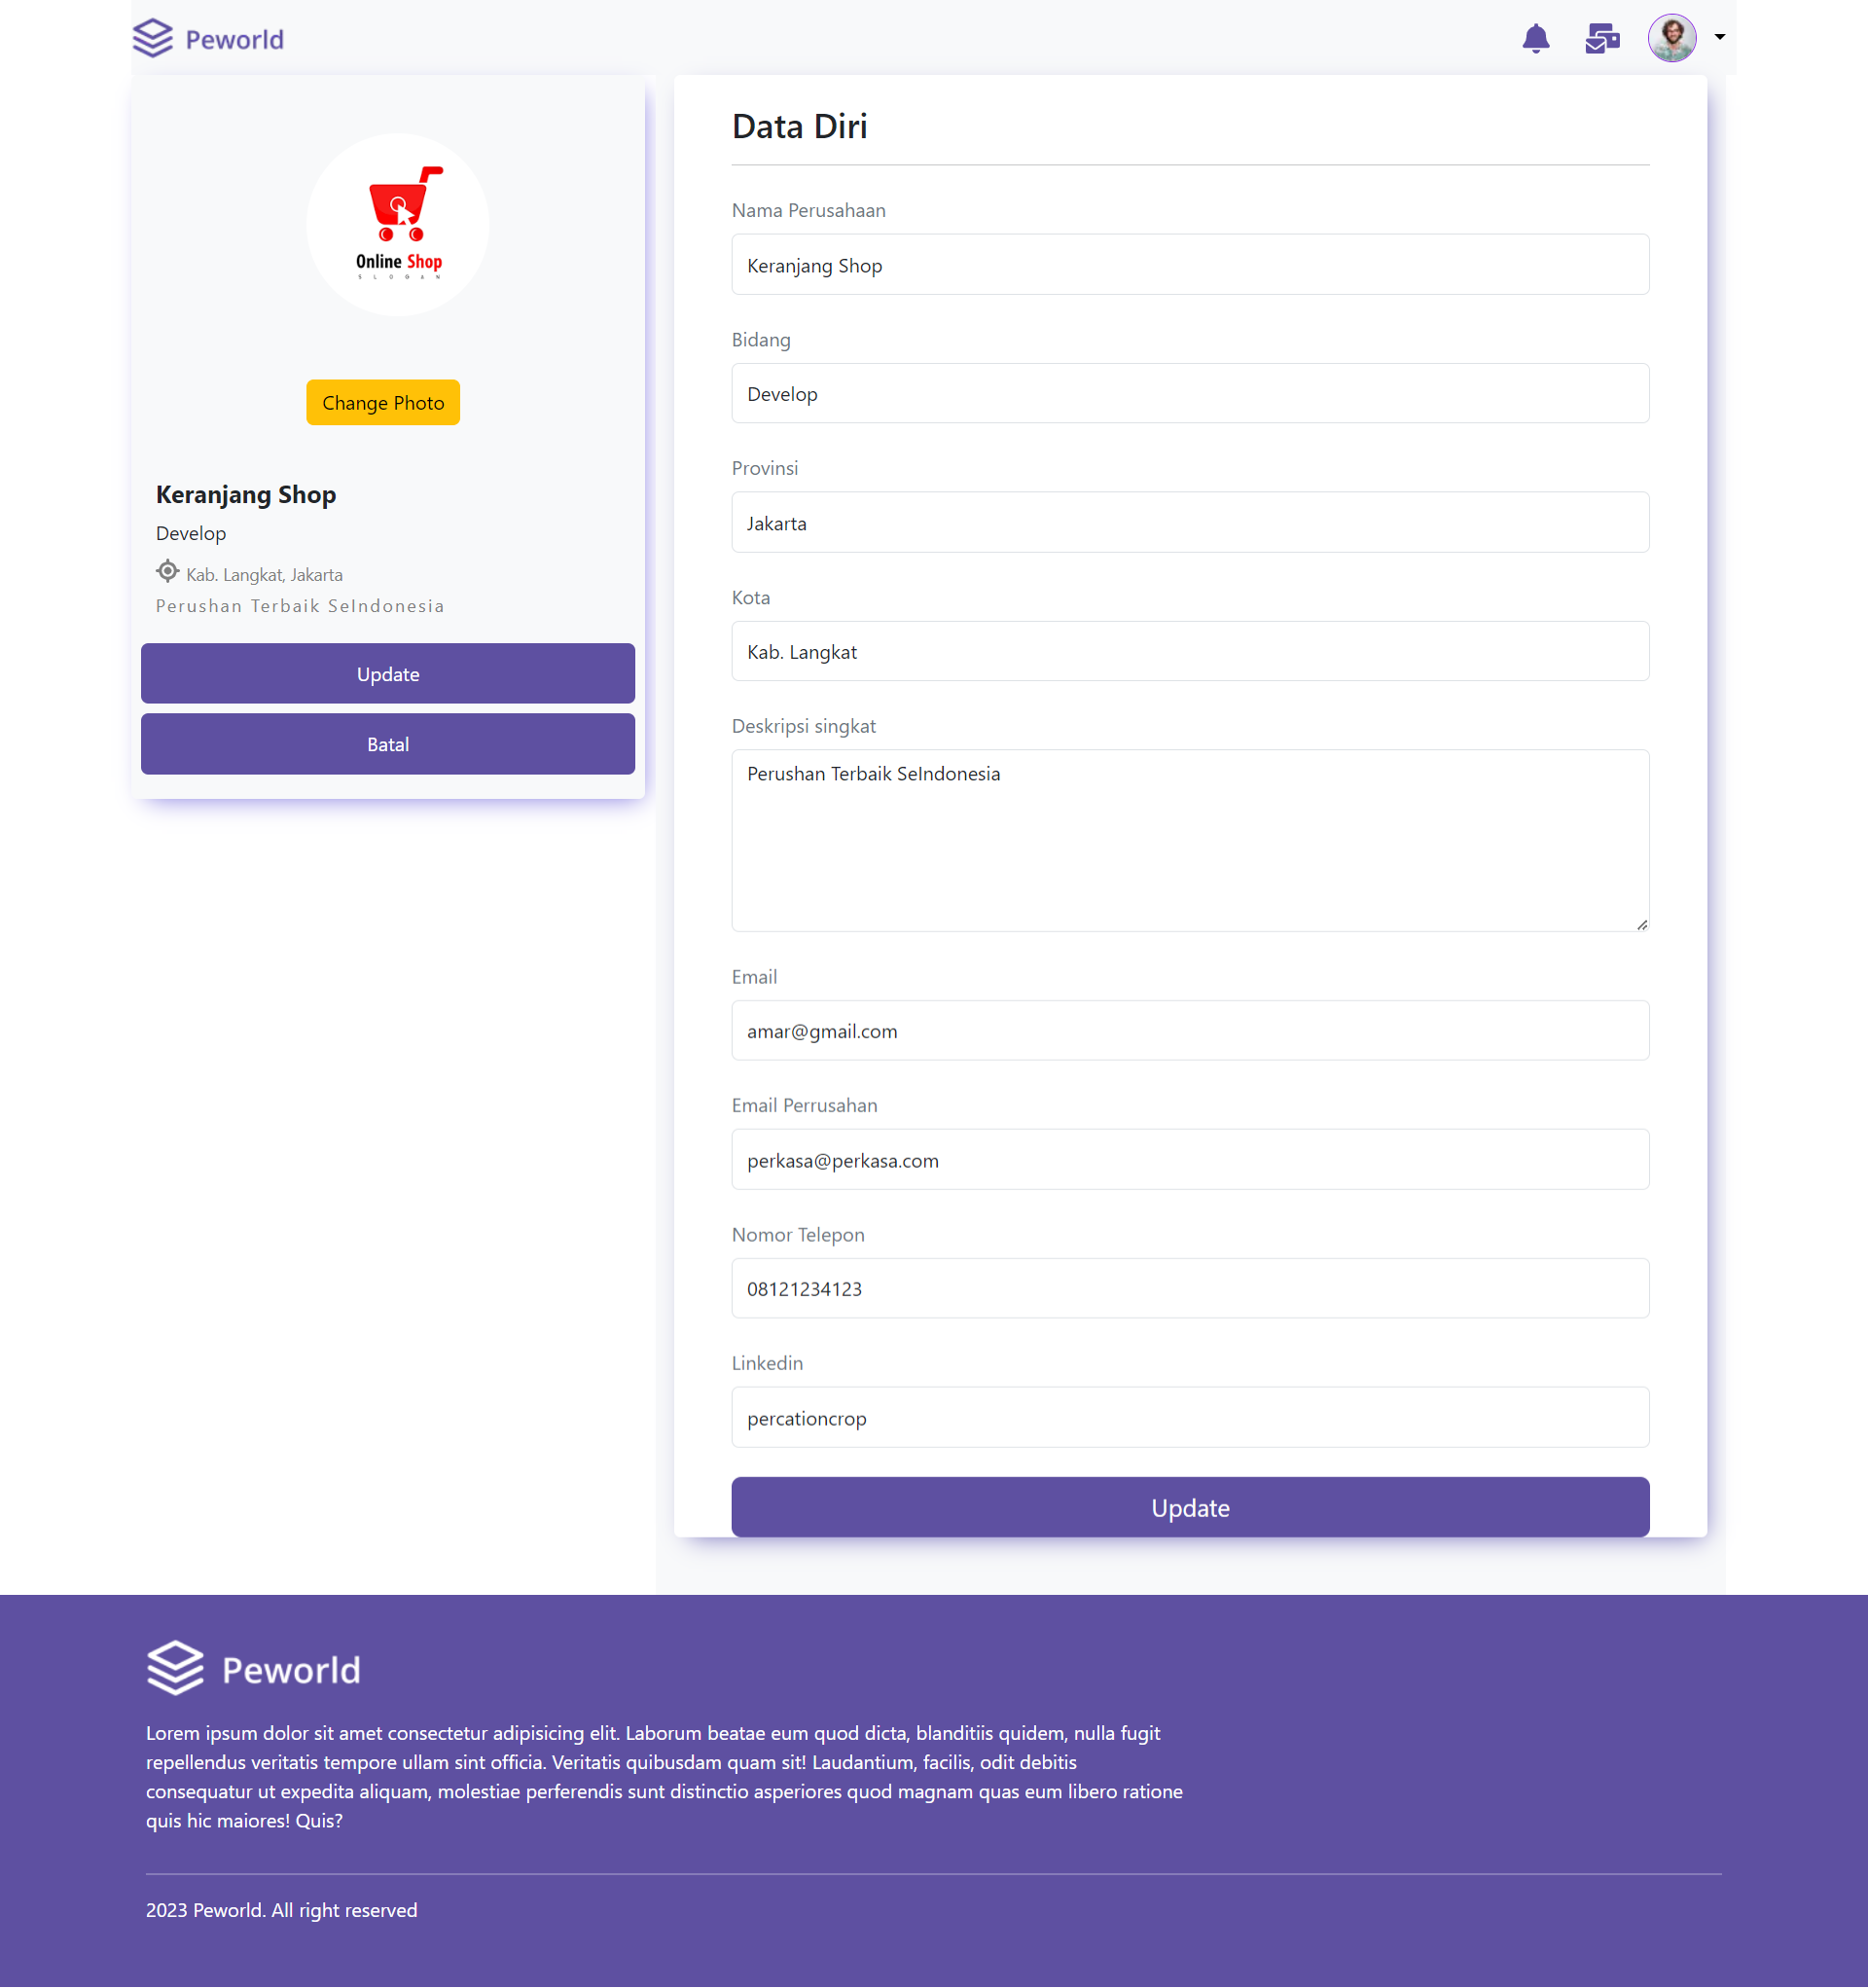 Peworld
Online Shop
SLOGAN
Change Photo
Keranjang Shop
Develop
Kab. Langkat, Jakarta
Perushan Terbaik SeIndonesia
Update
Batal
Data Diri
Nama Perusahaan
Keranjang Shop
Bidang
Develop
Provinsi
Jakarta
Kota
Kab. Langkat
Deskripsi singkat
Perushan Terbaik SeIndonesia
Email
amar@gmail.com
Email Perrusahan
perkasa@perkasa.com
Nomor Telepon
08121234123
Linkedin
percationcrop
Update
Peworld
Lorem ipsum dolor sit amet consectetur adipisicing elit. Laborum beatae eum quod dicta, blanditiis quidem, nulla fugit
repellendus veritatis tempore ullam sint officia. Veritatis quibusdam quam sit! Laudantium, facilis, odit debitis
consequatur ut expedita aliquam, molestiae perferendis sunt distinctio asperiores quod magnam quas eum libero ratione
quis hic maiores! Quis?
2023 Peworld. All right reserved